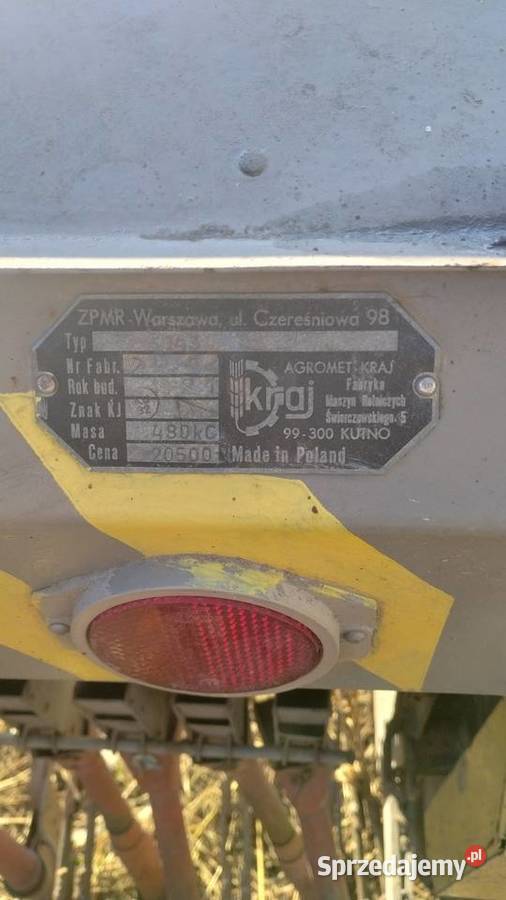 ZPMR-Warszawa, ul. Czereśniowa 98
Typ
Nr Fabr.
Rok bud.
Znak KJ
Masa 480kG
Cena 20500
kraj
AGROMET-KRAJ
Fabryka
Maszyn Rolniczych
Świerczewskiego 5
99-300 KUTNO
Made in Poland
Sprzedajemy.pl